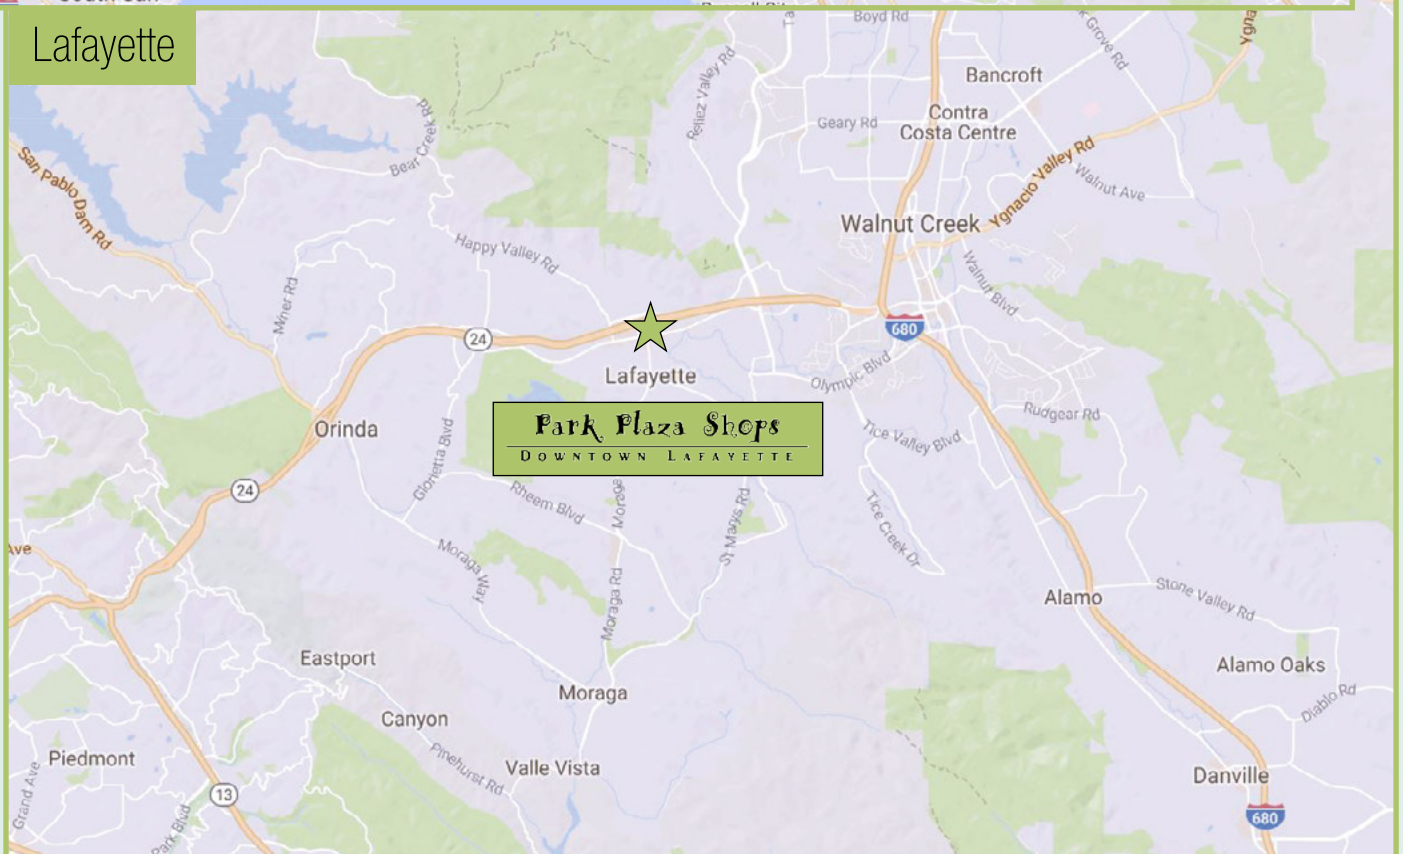 Lafayette
Boyd Rd
Bancroft
Grove Rd
Reliez Valley Rd
Geary Rd
Contra
Costa Centre
Bear Creek Rd
San Pablo Dam Rd
Ygnacio Valley Rd
Walnut Ave
Walnut Creek
Happy Valley Rd
Miner Rd
Walnut Blvd
680
24
Lafayette
Olympic Blvd
Rudgear Rd
Park Plaza Shops
DOWNTOWN LAFAYETTE
Orinda
Glorietta Blvd
Tice Valley Blvd
24
Rheem Blvd
Moraga
St Marys Rd
Tice Creek Dr
Ave
Moraga Way
Moraga Rd
Alamo
Stone Valley Rd
Eastport
Alamo Oaks
Moraga
Diablo Rd
Canyon
Piedmont
Pinehurst Rd
Valle Vista
Danville
Grand Ave
13
Park Blvd
680